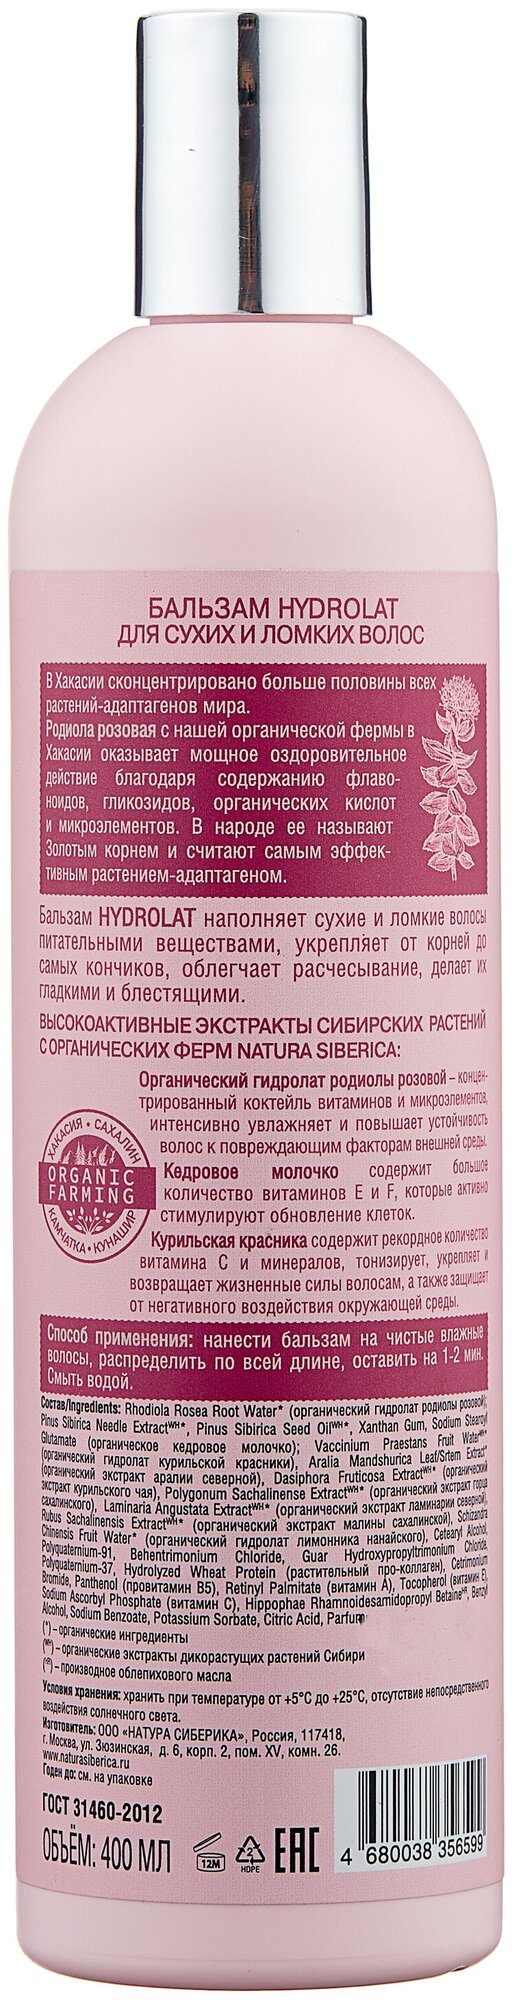 БАЛЬЗАМ HYDROLAT
ДЛЯ СУХИХ И ЛОМКИХ ВОЛОС
В Хакасии сконцентрировано больше половины всех
растений-адаптагенов мира.
Родиола розовая с нашей органической фермы в
Хакасии оказывает мощное оздоровительное
действие благодаря содержанию флаво-
ноидов, гликозидов, органических кислот
и микроэлементов. В народе ее называют
Золотым корнем и считают самым эффек-
тивным растением-адаптагеном.
Бальзам HYDROLAT наполняет сухие и ломкие волосы
питательными веществами, укрепляет от корней до
самых кончиков, облегчает расчесывание, делает их
гладкими и блестящими.
ВЫСОКОАКТИВНЫЕ ЭКСТРАКТЫ СИБИРСКИХ РАСТЕНИЙ
С ОРГАНИЧЕСКИХ ФЕРМ NATURA SIBERICA:
Органический гидролат родиолы розовой – концен-
трированный коктейль витаминов и микроэлементов,
интенсивно увлажняет и повышает устойчивость
волос к повреждающим факторам внешней среды.
Кедровое молочко содержит большое
количество витаминов E и F, которые активно
стимулируют обновление клеток.
Курильская красника содержит рекордное количество
витамина С и минералов, тонизирует, укрепляет и
возвращает жизненные силы волосам, а также защищает
от негативного воздействия окружающей среды.
ХАКАСИЯ • САХАЛИН
ORGANIC
FARMING
КАМЧАТКА • КУНАШИР
Способ применения: нанести бальзам на чистые влажные
волосы, распределить по всей длине, оставить на 1-2 мин.
Смыть водой.
Состав/Ingredients: Rhodiola Rosea Root Water* (органический гидролат родиолы розовой);
Pinus Sibirica Needle Extractᵂᴴ*, Pinus Sibirica Seed Oilᵂᴴ*, Xanthan Gum, Sodium Stearoyl
Glutamate (органическое кедровое молочко); Vaccinium Praestans Fruit Waterᵂᴴ*
(органический гидролат курильской красники), Aralia Mandshurica Leaf/Srtem Extract*
(органический экстракт аралии северной), Dasiphora Fruticosa Extractᵂᴴ* (органический
экстракт курильского чая), Polygonum Sachalinense Extractᵂᴴ* (органический экстракт горца
сахалинского), Laminaria Angustata Extractᵂᴴ* (органический экстракт ламинарии северной),
Rubus Sachalinensis Extractᵂᴴ* (органический экстракт малины сахалинской), Schizandra
Chinensis Fruit Water* (органический гидролат лимонника нанайского), Cetearyl Alcohol,
Polyquaternium-91, Behentrimonium Chloride, Guar Hydroxypropyltrimonium Chloride,
Polyquaternium-37, Hydrolyzed Wheat Protein (растительный про-коллаген), Cetrimonium
Bromide, Panthenol (провитамин B5), Retinyl Palmitate (витамин A), Tocopherol (витамин E),
Sodium Ascorbyl Phosphate (витамин C), Hippophae Rhamnoidesamidopropyl Betaineᴴᴿ, Benzyl
Alcohol, Sodium Benzoate, Potassium Sorbate, Citric Acid, Parfum
(*) – органические ингредиенты
(ᵂᴴ) – органические экстракты дикорастущих растений Сибири
(ᴴᴿ) – производное облепихового масла
Условия хранения: хранить при температуре от +5°С до +25°С, отсутствие непосредственного
воздействия солнечного света.
Изготовитель: ООО «НАТУРА СИБЕРИКА», Россия, 117418,
г. Москва, ул. Зюзинская, д. 6, корп. 2, пом. XV, комн. 26.
www.naturasiberica.ru
Годен до: см. на упаковке
ГОСТ 31460-2012
ОБЪЁМ: 400 МЛ
12M
2
HDPE
EAC
4 680038 356599